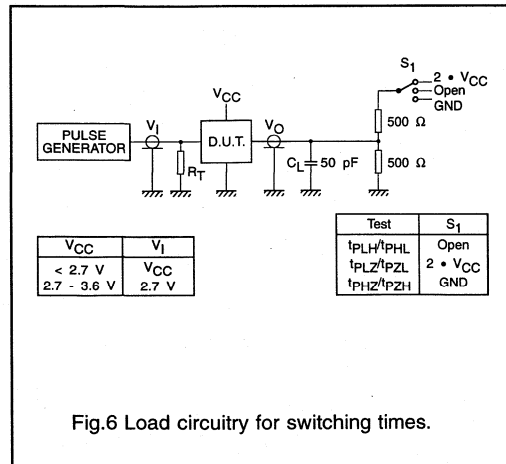 S1
2 • VCC
Open
GND
VCC
PULSE GENERATOR
VI
D.U.T.
VO
500 Ω
RT
CL
50 pF
500 Ω
VCC VI
< 2.7 V VCC
2.7 - 3.6 V 2.7 V
Test S1
tPLH/tPHL Open
tPLZ/tPZL 2 • VCC
tPHZ/tPZH GND
Fig.6 Load circuitry for switching times.